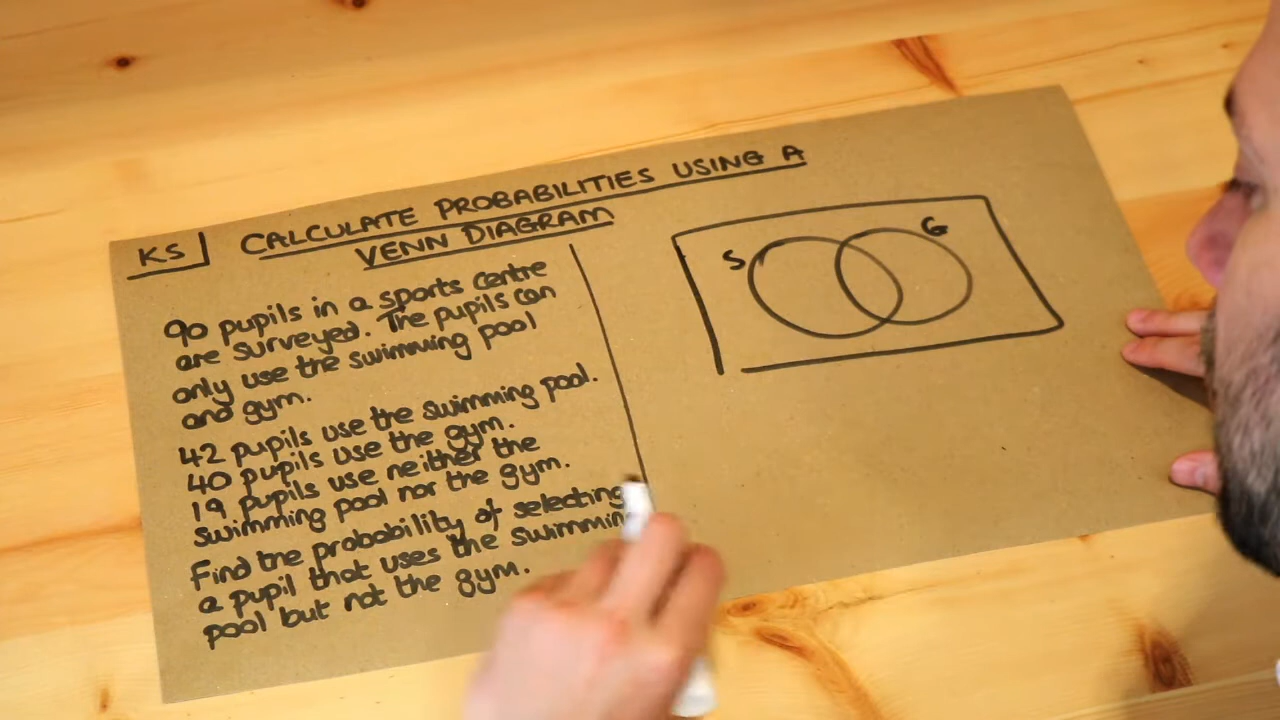 KS
CALCULATE PROBABILITIES USING A
VENN DIAGRAM
90 pupils in a sports centre
are surveyed. The pupils can
only use the swimming pool
and gym.
42 pupils use the swimming pool.
40 pupils use the gym.
19 pupils use neither the
swimming pool nor the gym.
Find the probability of selecting
a pupil that uses the swimming
pool but not the gym.
S
G